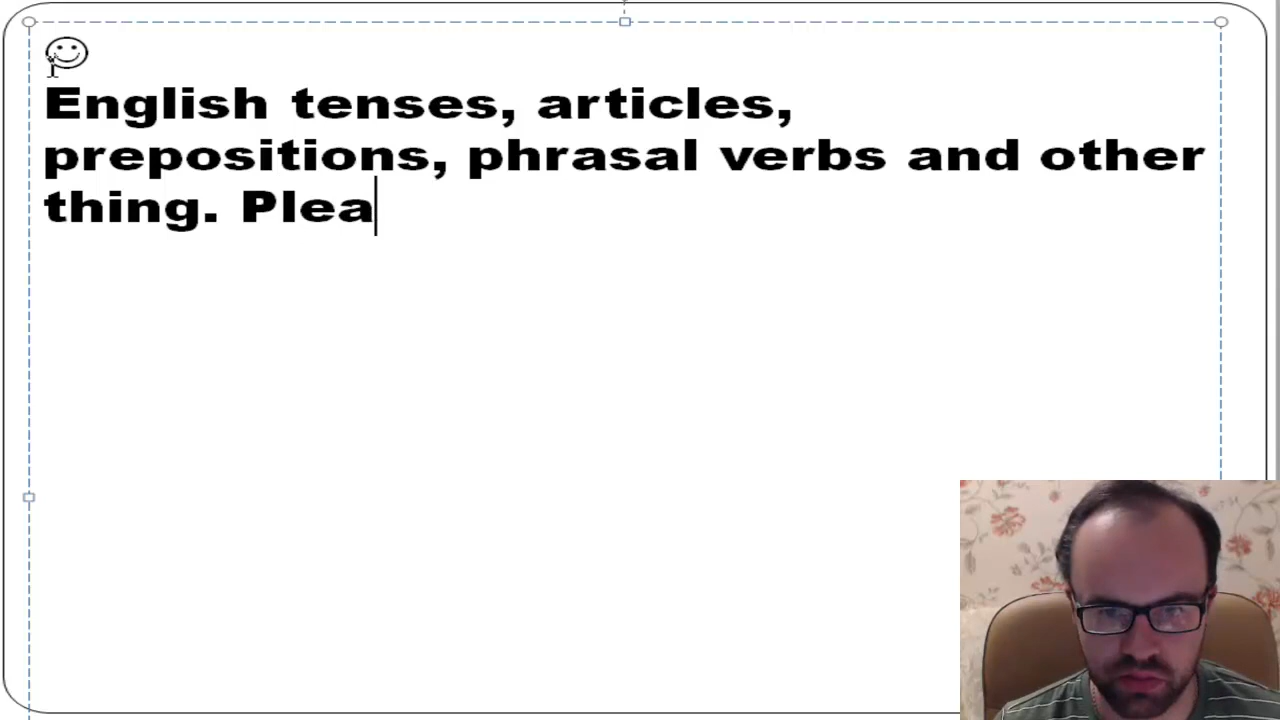 English tenses, articles,
prepositions, phrasal verbs and other
thing. Plea